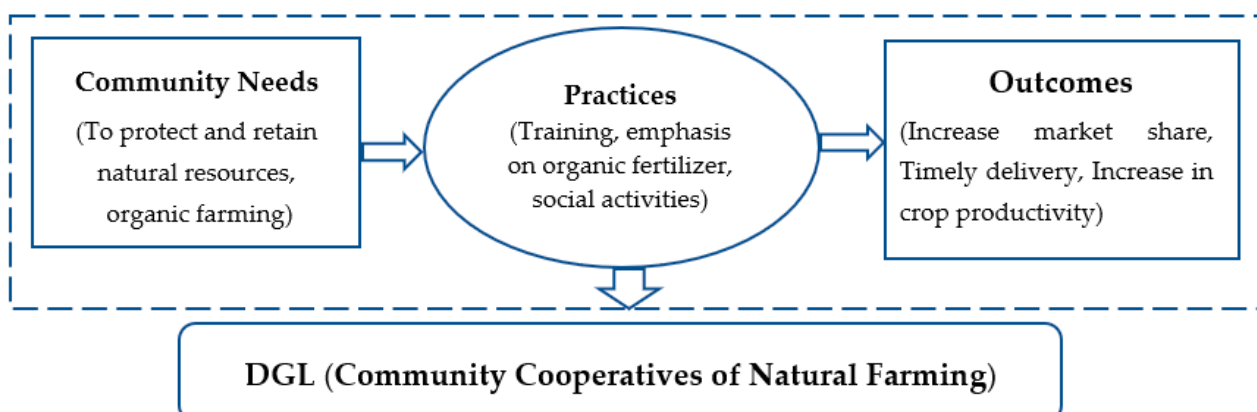 Community Needs
(To protect and retain
natural resources,
organic farming)
Practices
(Training, emphasis
on organic fertilizer,
social activities)
Outcomes
(Increase market share,
Timely delivery, Increase in
crop productivity)
DGL (Community Cooperatives of Natural Farming)